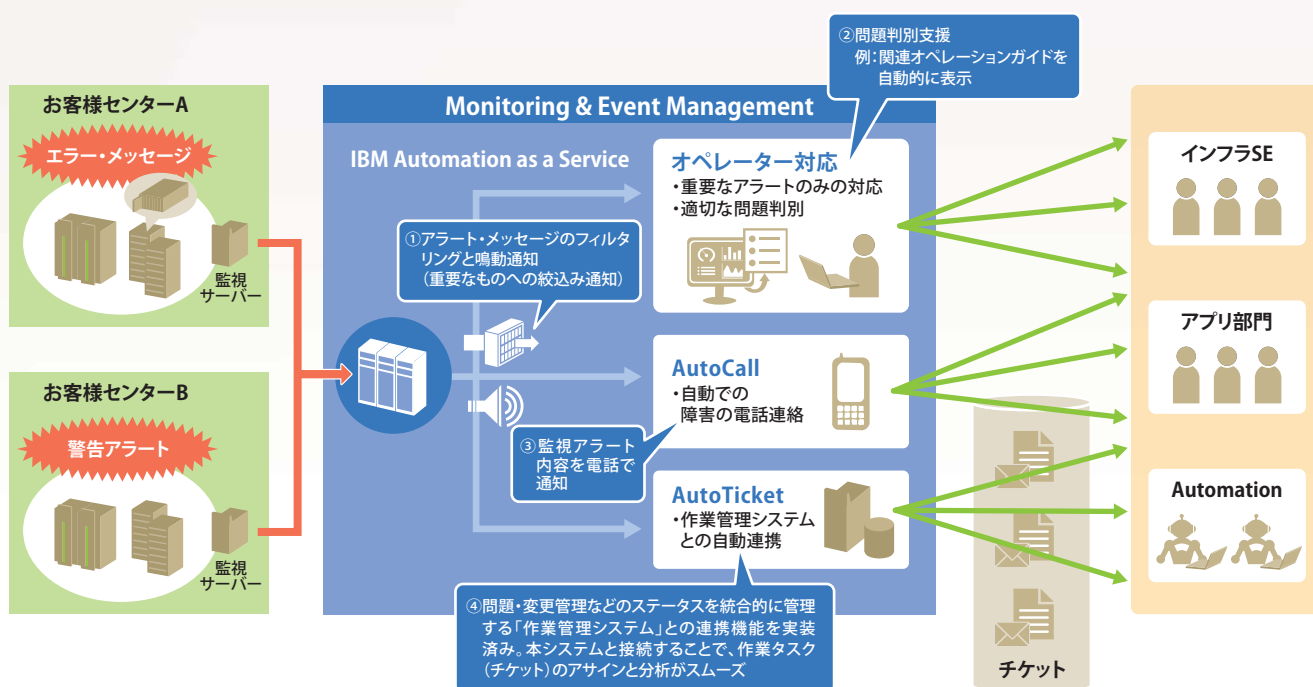 お客様センターA
エラー・メッセージ
監視
サーバー
お客様センターB
警告アラート
監視
サーバー
Monitoring & Event Management
IBM Automation as a Service
①アラート・メッセージのフィルタ
リングと鳴動通知
（重要なものへの絞込み通知）
②問題判別支援
例：関連オペレーションガイドを
自動的に表示
オペレーター対応
・重要なアラートのみの対応
・適切な問題判別
AutoCall
・自動での
障害の電話連絡
③監視アラート
内容を電話で
通知
AutoTicket
・作業管理システム
との自動連携
④問題・変更管理などのステータスを統合的に管理
する「作業管理システム」との連携機能を実装
済み。本システムと接続することで、作業タスク
（チケット）のアサインと分析がスムーズ
チケット
インフラSE
アプリ部門
Automation